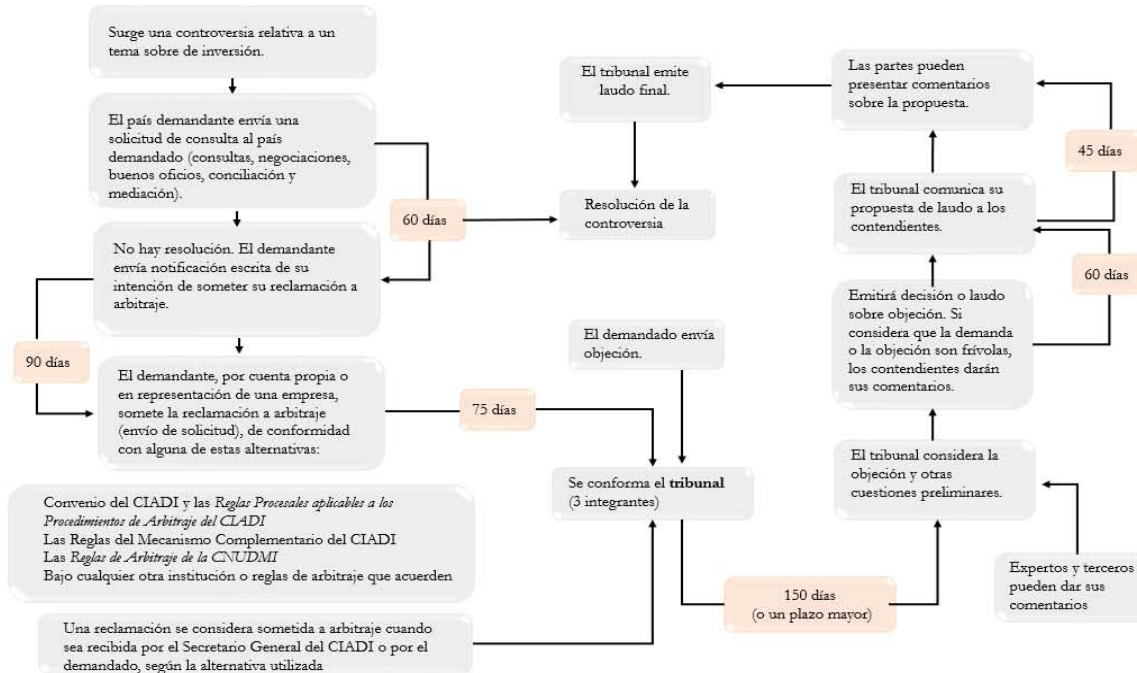 Surge una controversia relativa a un
tema sobre de inversión.
El país demandante envía una
solicitud de consulta al país
demandado (consultas, negociaciones,
buenos oficios, conciliación y
mediación).
60 días
No hay resolución. El demandante
envía notificación escrita de su
intención de someter su reclamación a
arbitraje.
90 días
El demandante, por cuenta propia o
en representación de una empresa,
somete la reclamación a arbitraje
(envío de solicitud), de conformidad
con alguna de estas alternativas:
75 días
Convenio del CIADI y las Reglas Procesales aplicables a los
Procedimientos de Arbitraje del CIADI
Las Reglas del Mecanismo Complementario del CIADI
Las Reglas de Arbitraje de la CNUDMI
Bajo cualquier otra institución o reglas de arbitraje que acuerden
Una reclamación se considera sometida a arbitraje cuando
sea recibida por el Secretario General del CIADI o por el
demandado, según la alternativa utilizada
El demandado envía
objeción.
Se conforma el tribunal
(3 integrantes)
150 días
(o un plazo mayor)
Expertos y terceros
pueden dar sus
comentarios
El tribunal considera la
objeción y otras
cuestiones preliminares.
Emitirá decisión o laudo
sobre objeción. Si
considera que la demanda
o la objeción son frívolas,
los contendientes darán
sus comentarios.
60 días
El tribunal comunica su
propuesta de laudo a los
contendientes.
45 días
Las partes pueden
presentar comentarios
sobre la propuesta.
El tribunal emite
laudo final.
Resolución de la
controversia